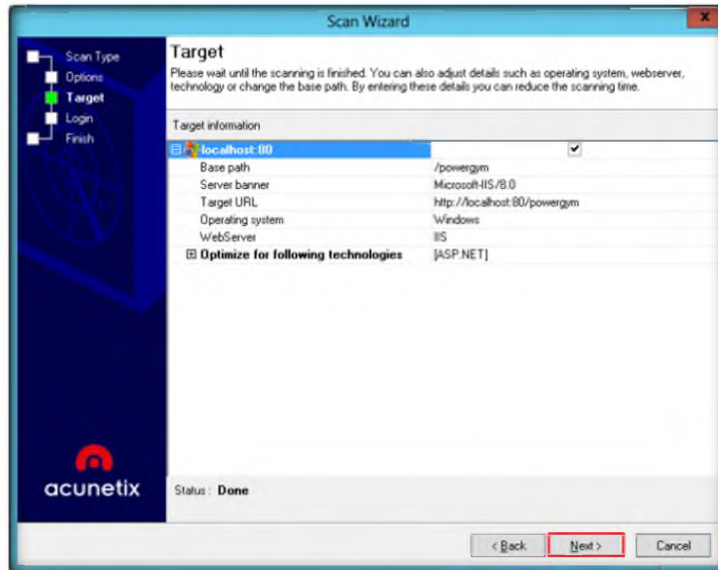 Scan Wizard
x
Scan Type
Options
Target
Login
Finish
Target
Please wait until the scanning is finished. You can also adjust details such as operating system, webserver,
technology or change the base path. By entering these details you can reduce the scanning time.
Target information
localhost:80
Base path /powergym
Server banner Microsoft-IIS/8.0
Target URL http://localhost:80/powergym
Operating system Windows
WebServer IIS
Optimize for following technologies [ASP.NET]
acunetix
Status : Done
< Back
Next >
Cancel